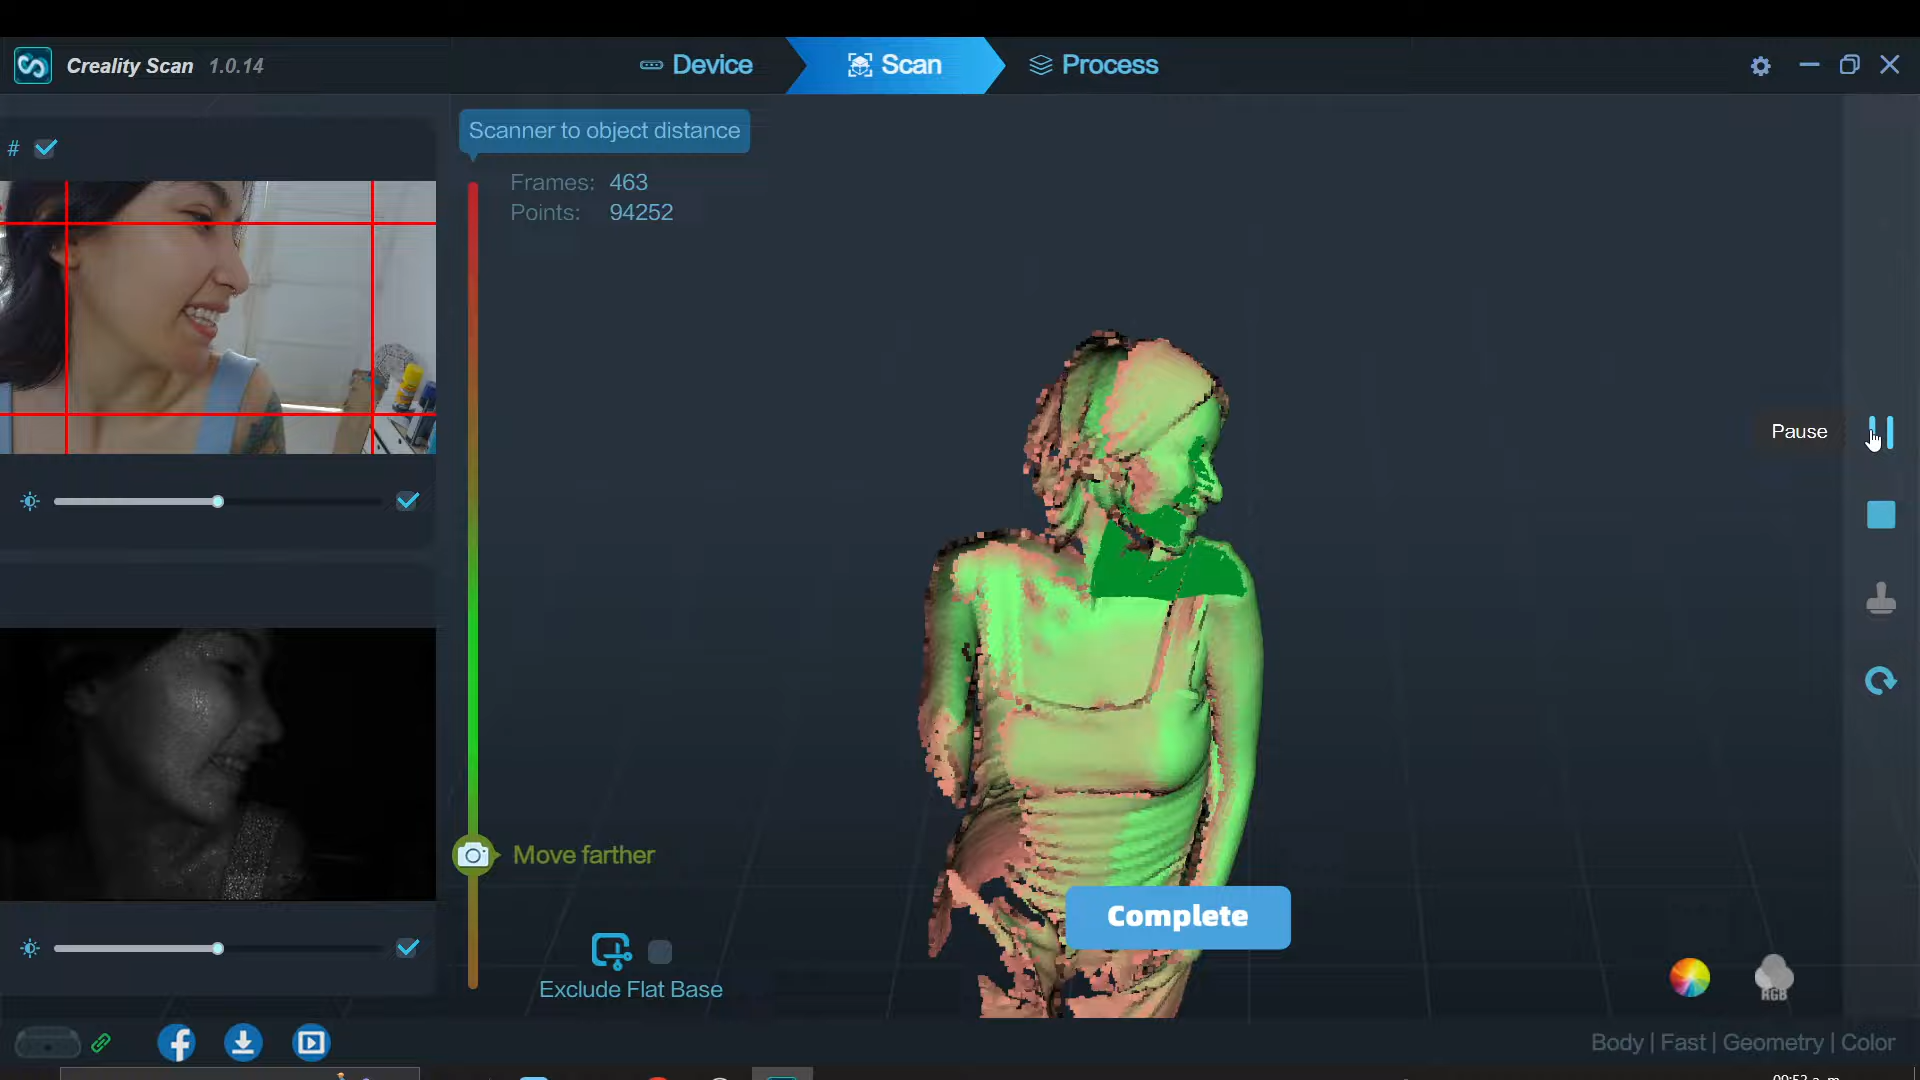 Creality Scan 1.0.14
Device
Scan
Process
#
Scanner to object distance
Frames: 463
Points: 94252
Pause
Move farther
Complete
Exclude Flat Base
RGB
Body | Fast | Geometry | Color